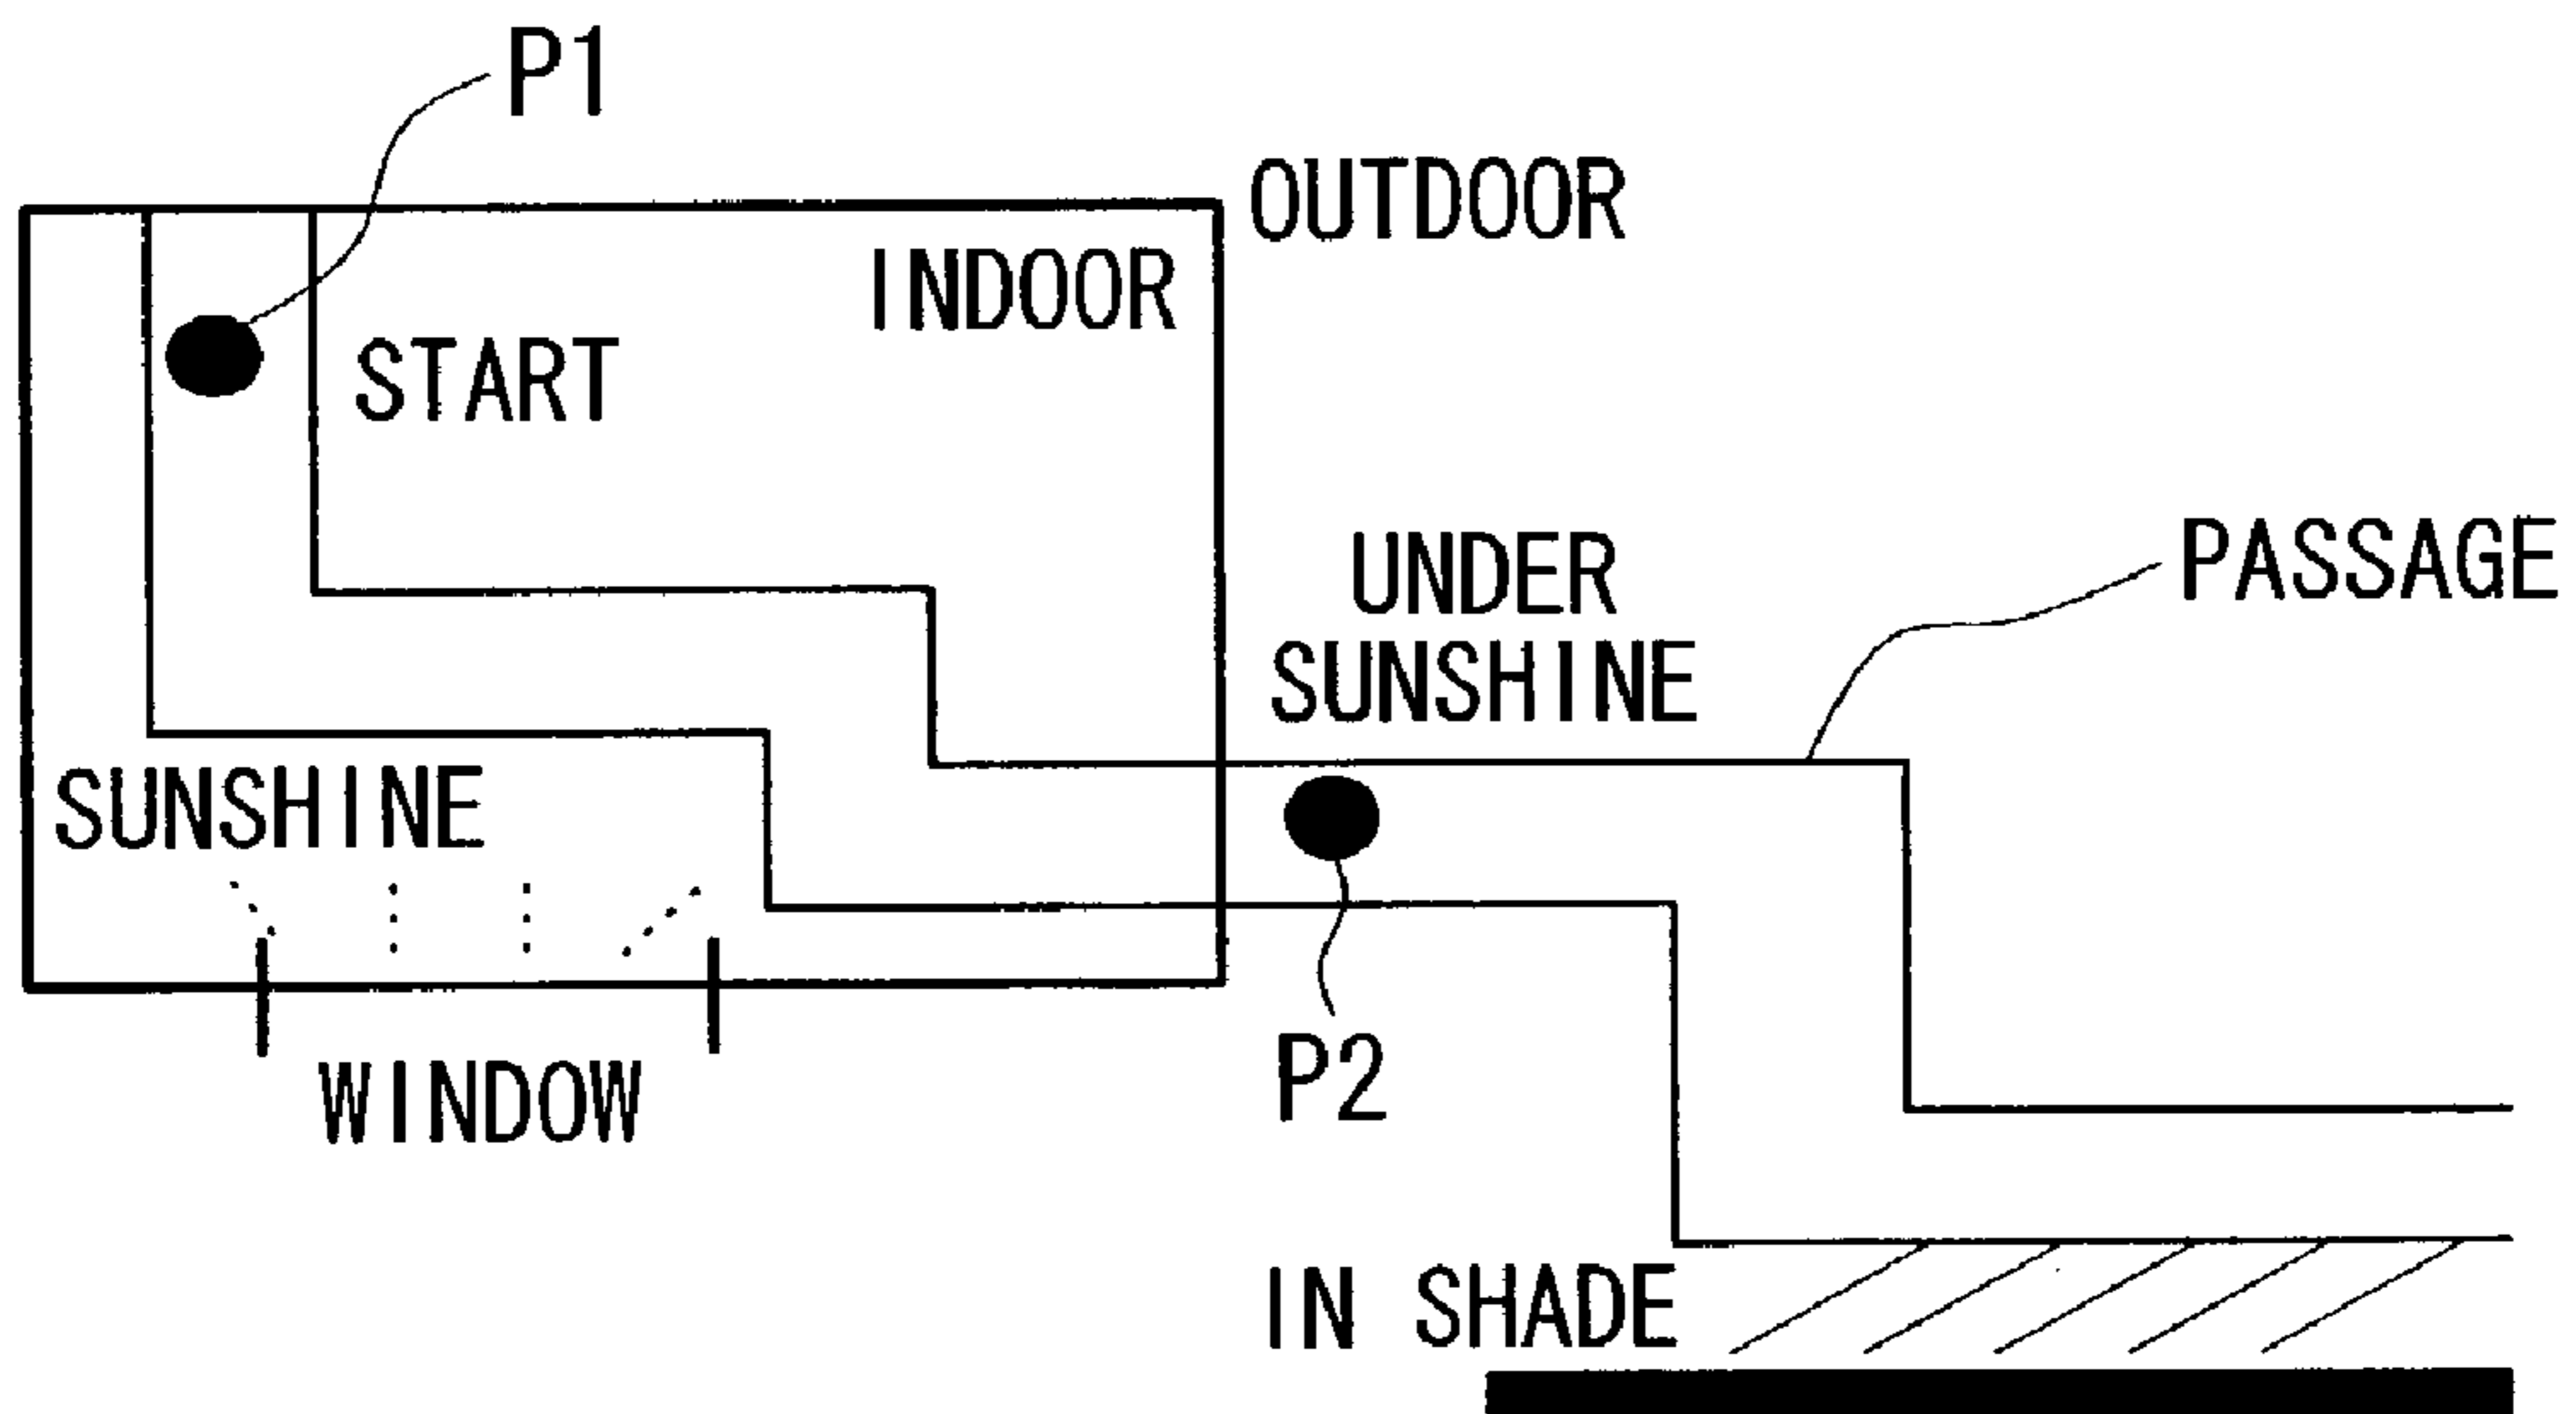 P1
OUTDOOR
INDOOR
START
UNDER
SUNSHINE
PASSAGE
SUNSHINE
P2
WINDOW
IN SHADE